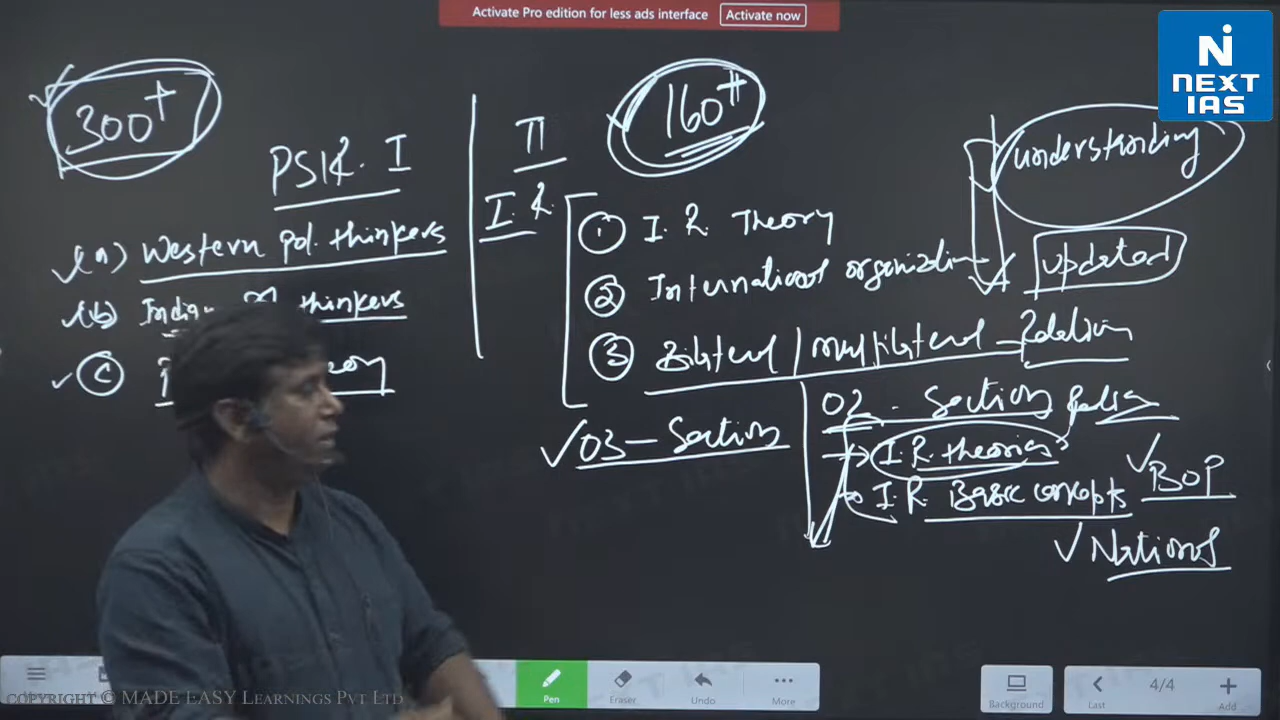 Activate Pro edition for less ads interface Activate now
NEXT
IAS
300+
PSIR. I
(a) Western pol. thinkers
(b) Indian thinkers
(c)
II
160++
I. R.
① I. R. Theory
② International organization
③ Bilateral / multilateral Relation
understanding
updated
03 - Section
02 - Section
I. R. theories
I. R. Basic concepts
BOP
National
Pen
Eraser
Undo
More
Background
Last
4/4
Add
COPYRIGHT © MADE EASY LEARNINGS PVT LTD